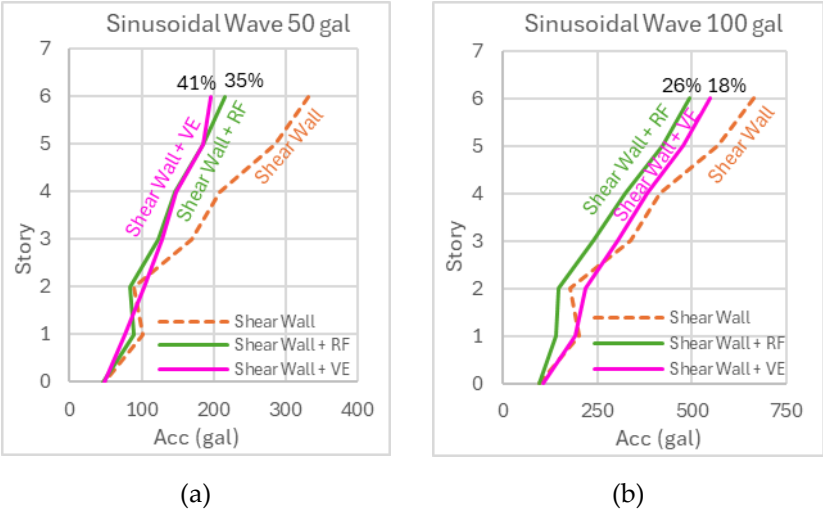 Sinusoidal Wave 50 gal
7
6
5
4
3
2
1
0
Story
41% 35%
Shear Wall + VE
Shear Wall + RF
Shear Wall
Shear Wall
Shear Wall + RF
Shear Wall + VE
0 100 200 300 400
Acc (gal)
(a)
Sinusoidal Wave 100 gal
7
6
5
4
3
2
1
0
Story
26% 18%
Shear Wall + RF
Shear Wall + VE
Shear Wall
Shear Wall
Shear Wall + RF
Shear Wall + VE
0 250 500 750
Acc (gal)
(b)